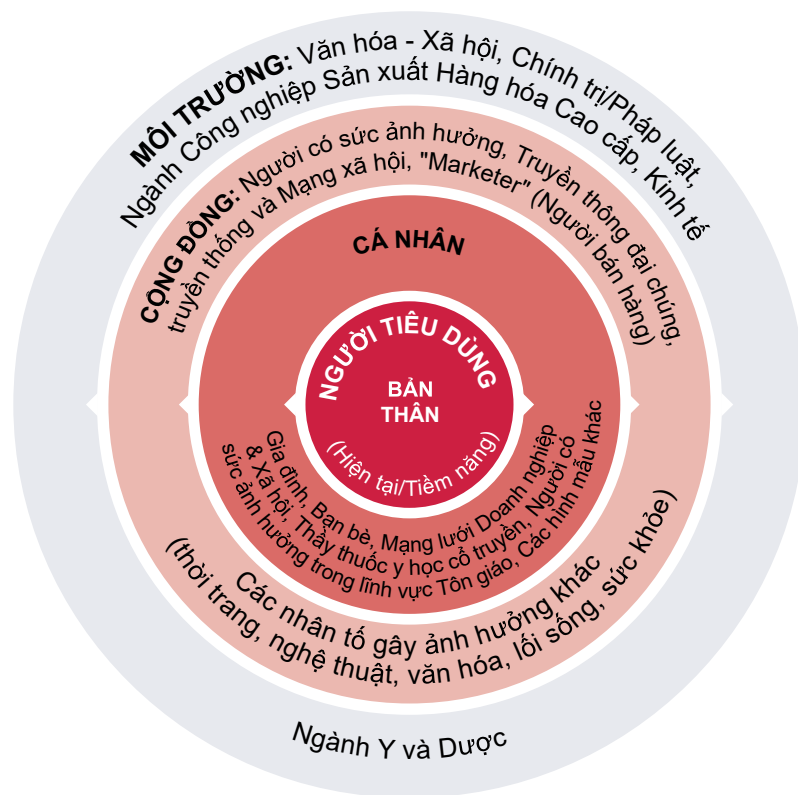 MÔI TRƯỜNG: Văn hóa - Xã hội, Chính trị/Pháp luật,
Ngành Công nghiệp Sản xuất Hàng hóa Cao cấp, Kinh tế
CỘNG ĐỒNG: Người có sức ảnh hưởng, Truyền thông đại chúng,
truyền thống và Mạng xã hội, "Marketer" (Người bán hàng)
CÁ NHÂN
NGƯỜI TIÊU DÙNG
BẢN
THÂN
(Hiện tại/Tiềm năng)
Gia đình, Bạn bè, Mạng lưới Doanh nghiệp
& Xã hội, Thầy thuốc y học cổ truyền, Người có
sức ảnh hưởng trong lĩnh vực Tôn giáo, Các hình mẫu khác
Các nhân tố gây ảnh hưởng khác
(thời trang, nghệ thuật, văn hóa, lối sống, sức khỏe)
Ngành Y và Dược